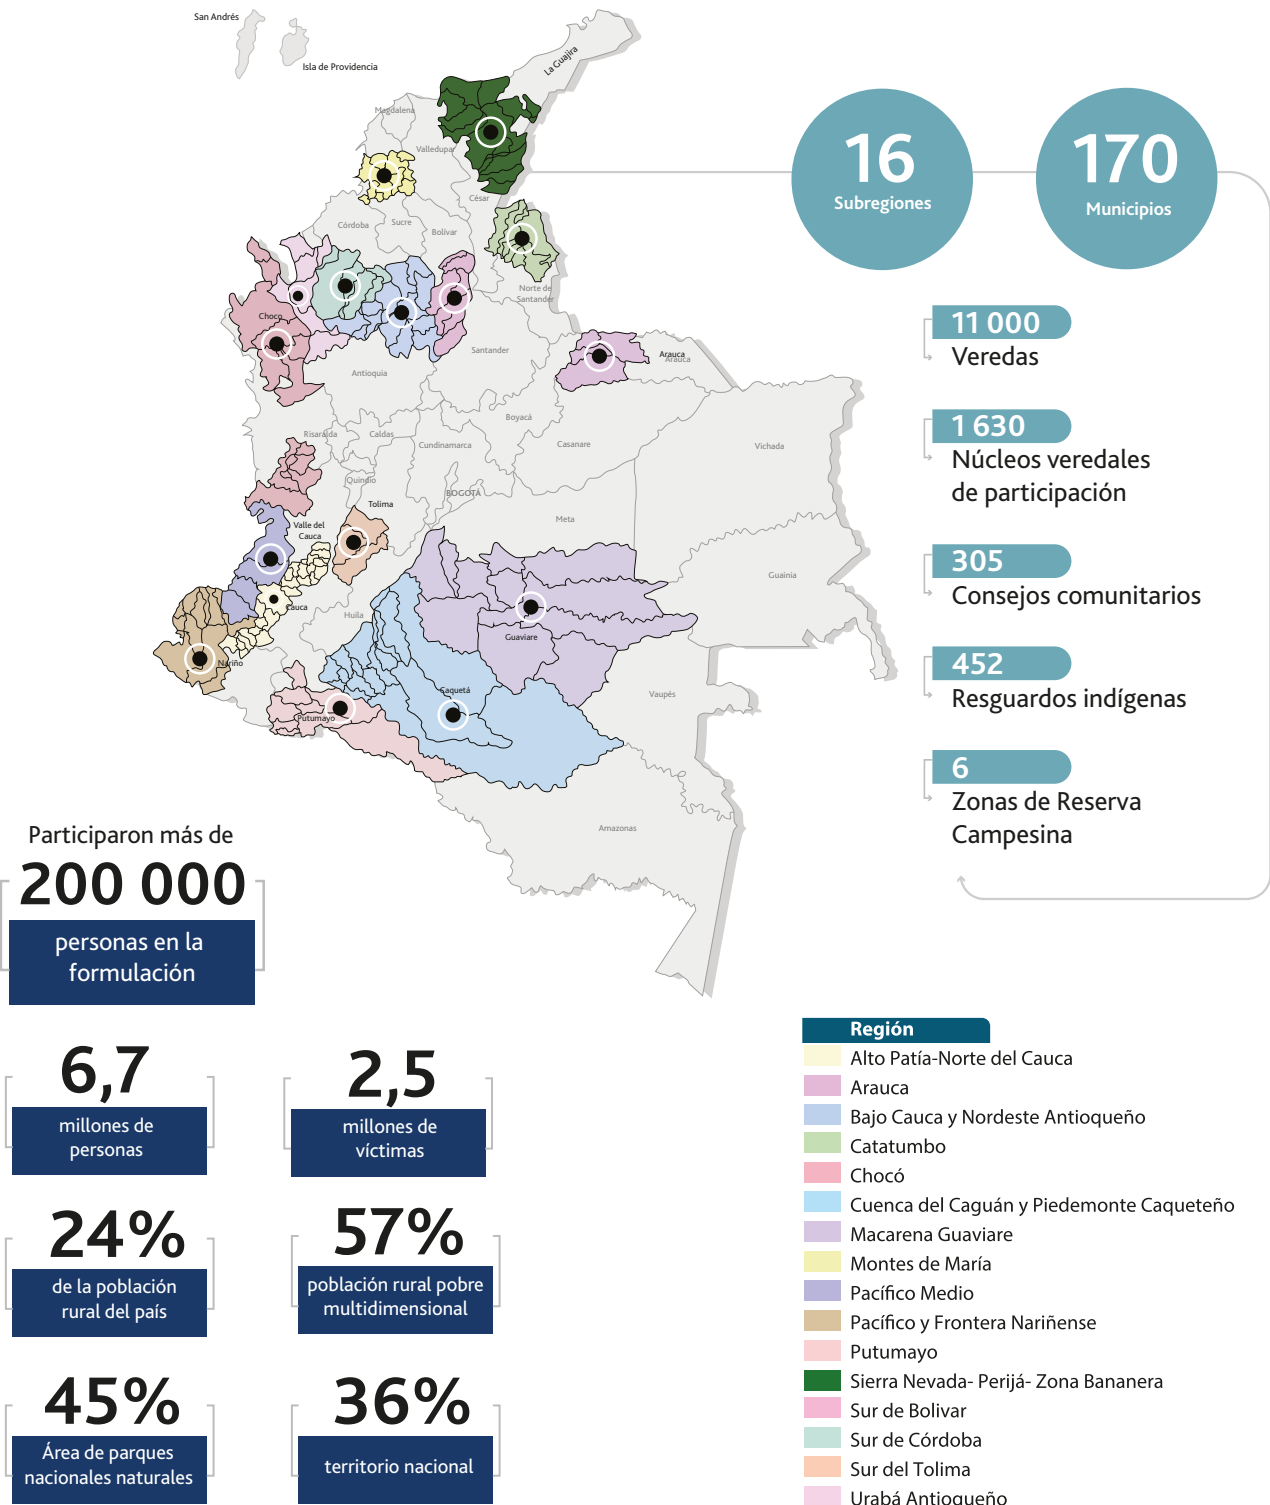 San Andrés
Isla de Providencia
La Guajira
Magdalena
Valledupar
César
Córdoba
Sucre
Bolívar
Norte de
Santander
Choco
Santander
Arauca
Arauca
Antioquia
Boyacá
Risaralda
Caldas
Cundinamarca
Casanare
Vichada
Quindio
BOGOTÁ
Tolima
Meta
Valle del
Cauca
Guainia
Cauca
Huila
Guaviare
Nariño
Caquetá
Vaupés
Putumayo
Amazonas
16
Subregiones
170
Municipios
11 000
Veredas
1 630
Núcleos veredales
de participación
305
Consejos comunitarios
452
Resguardos indígenas
6
Zonas de Reserva
Campesina
Participaron más de
200 000
personas en la
formulación
6,7
millones de
personas
2,5
millones de
víctimas
24%
de la población
rural del país
57%
población rural pobre
multidimensional
45%
Área de parques
nacionales naturales
36%
territorio nacional
Región
Alto Patía-Norte del Cauca
Arauca
Bajo Cauca y Nordeste Antioqueño
Catatumbo
Chocó
Cuenca del Caguán y Piedemonte Caqueteño
Macarena Guaviare
Montes de María
Pacífico Medio
Pacífico y Frontera Nariñense
Putumayo
Sierra Nevada- Perijá- Zona Bananera
Sur de Bolivar
Sur de Córdoba
Sur del Tolima
Urabá Antioqueño